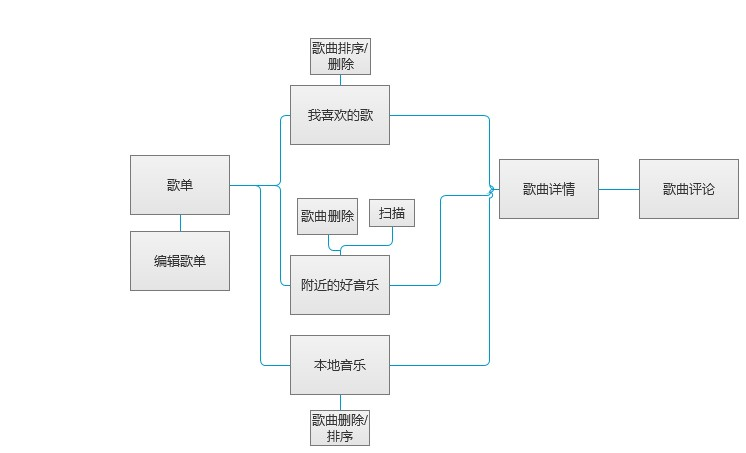 歌曲排序/
删除
我喜欢的歌
歌单
编辑歌单
歌曲删除
扫描
附近的好音乐
本地音乐
歌曲删除/
排序
歌曲详情
歌曲评论